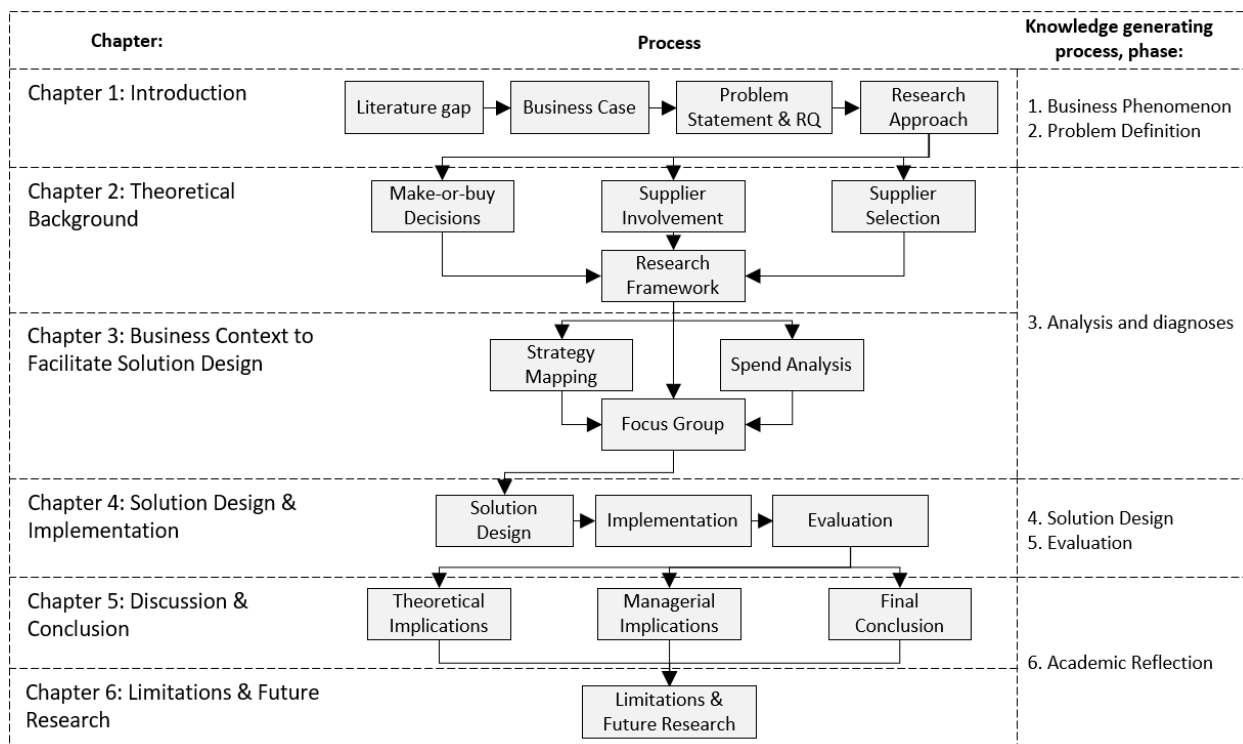 Chapter:
Process
Knowledge generating
process, phase:
Chapter 1: Introduction
Literature gap
Business Case
Problem
Statement & RQ
Research
Approach
1. Business Phenomenon
2. Problem Definition
Chapter 2: Theoretical
Background
Make-or-buy
Decisions
Supplier
Involvement
Supplier
Selection
Research
Framework
Chapter 3: Business Context to
Facilitate Solution Design
Strategy
Mapping
Spend Analysis
Focus Group
3. Analysis and diagnoses
Chapter 4: Solution Design &
Implementation
Solution
Design
Implementation
Evaluation
4. Solution Design
5. Evaluation
Chapter 5: Discussion &
Conclusion
Theoretical
Implications
Managerial
Implications
Final
Conclusion
6. Academic Reflection
Chapter 6: Limitations & Future
Research
Limitations &
Future Research